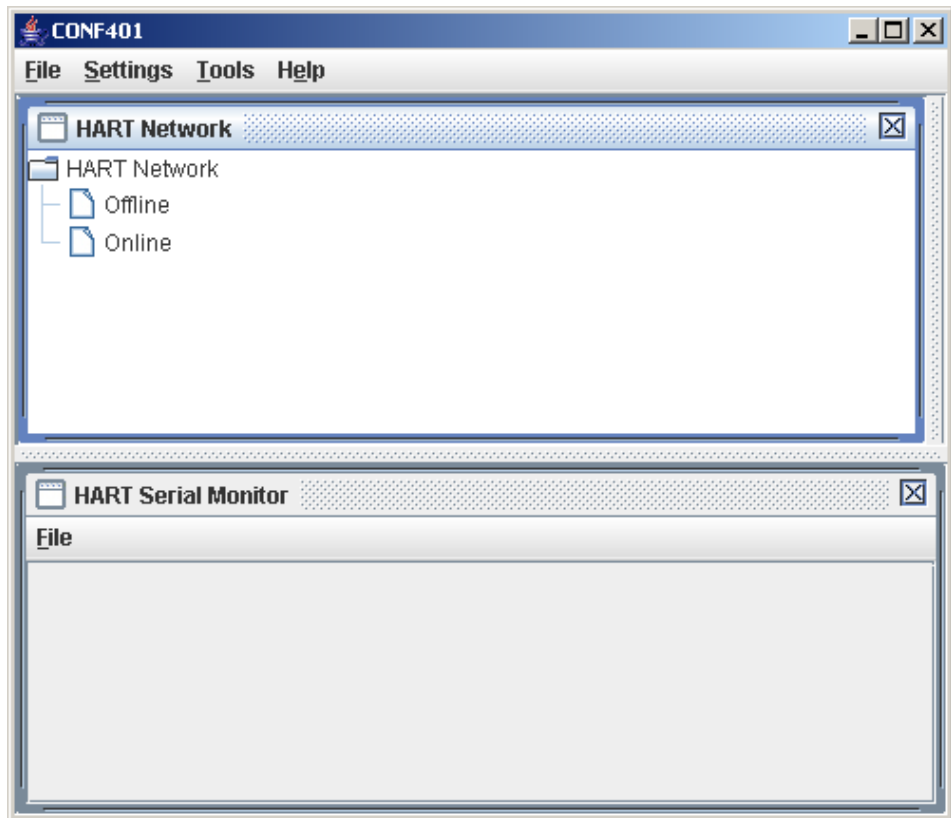 CONF401
File Settings Tools Help
HART Network
HART Network
Offline
Online
HART Serial Monitor
File